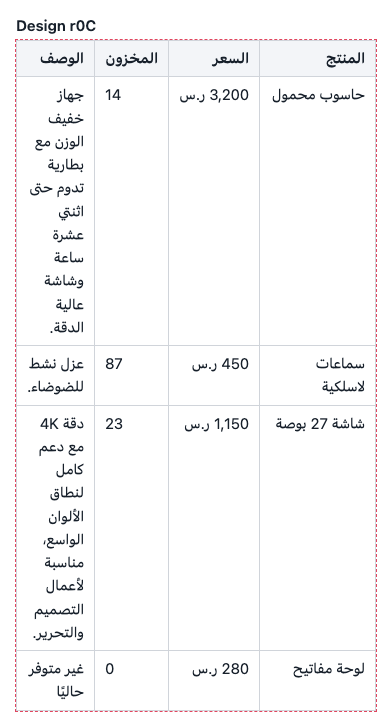 Design r0C
المنتج
السعر
المخزون
الوصف
حاسوب محمول
3,200 ر.س
14
جهاز
خفيف
الوزن مع
بطارية
تدوم حتى
اثنتي
عشرة
ساعة
وشاشة
عالية
الدقة.
سماعات
لاسلكية
450 ر.س
87
عزل نشط
للضوضاء.
شاشة 27 بوصة
1,150 ر.س
23
دقة 4K
مع دعم
كامل
لنطاق
الألوان
الواسع،
مناسبة
لأعمال
التصميم
والتحرير.
لوحة مفاتيح
280 ر.س
0
غير متوفر
حاليًا